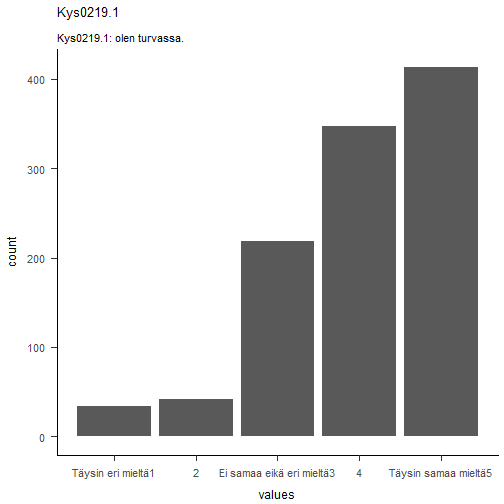 Kys0219.1
Kys0219.1: olen turvassa.
400
300
200
100
0
count
Täysin eri mieltä1
2
Ei samaa eikä eri mieltä3
4
Täysin samaa mieltä5
values